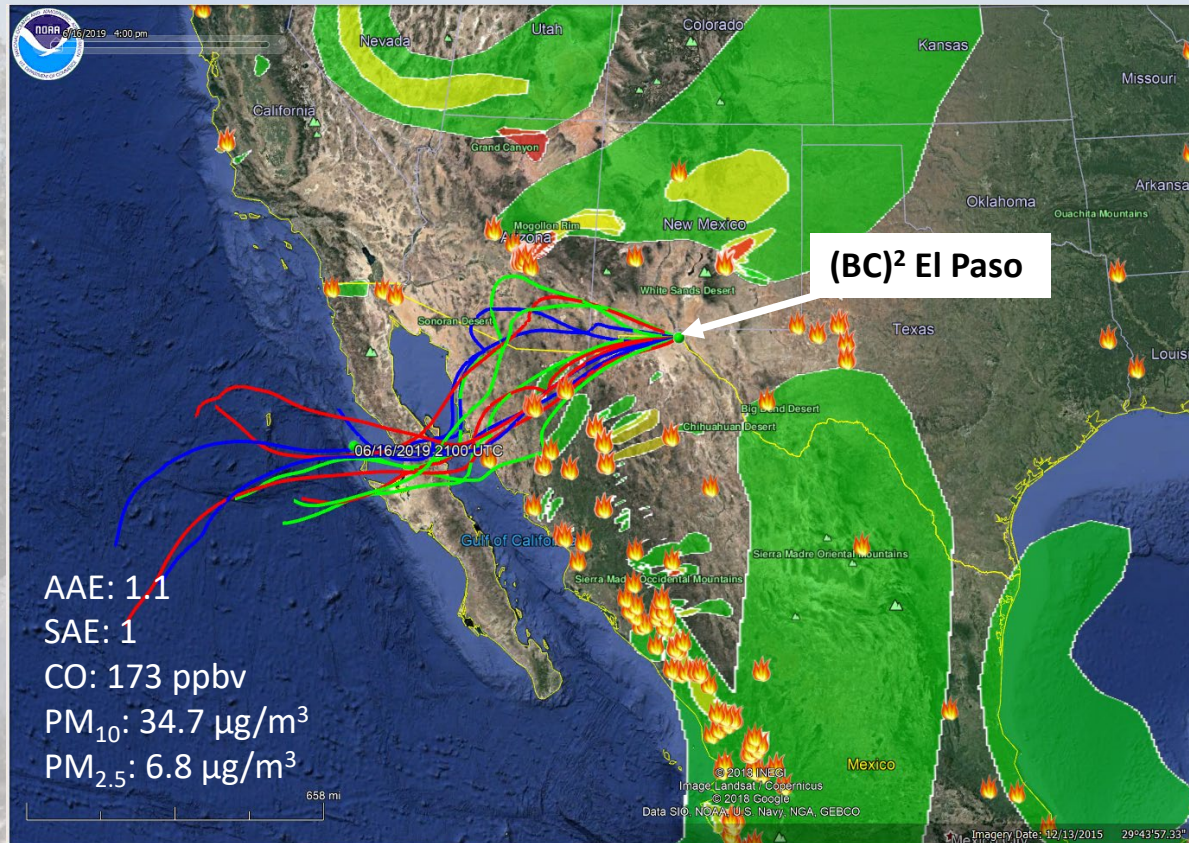 NOAA
6/16/2019 4:00 pm
Nevada
Utah
Colorado
Kansas
Missouri
California
Grand Canyon
Oklahoma
Arkansa
Ouachita Mountains
Mogollon Rim
Arizona
New Mexico
(BC)² El Paso
White Sands Desert
Sonoran Desert
Texas
Louis
Big Bend Desert
Chihuahuan Desert
06/16/2019 2100 UTC
Gulf of California
Sierra Madre Oriental Mountains
Sierra Madre Occidental Mountains
AAE: 1.1
SAE: 1
CO: 173 ppbv
PM₁₀: 34.7 µg/m³
PM₂.₅: 6.8 µg/m³
Mexico
658 mi
© 2018 INEGI
Image Landsat / Copernicus
© 2018 Google
Data SIO, NOAA, U.S. Navy, NGA, GEBCO
Mexico City
Imagery Date: 12/13/2015 29°43'57.33"